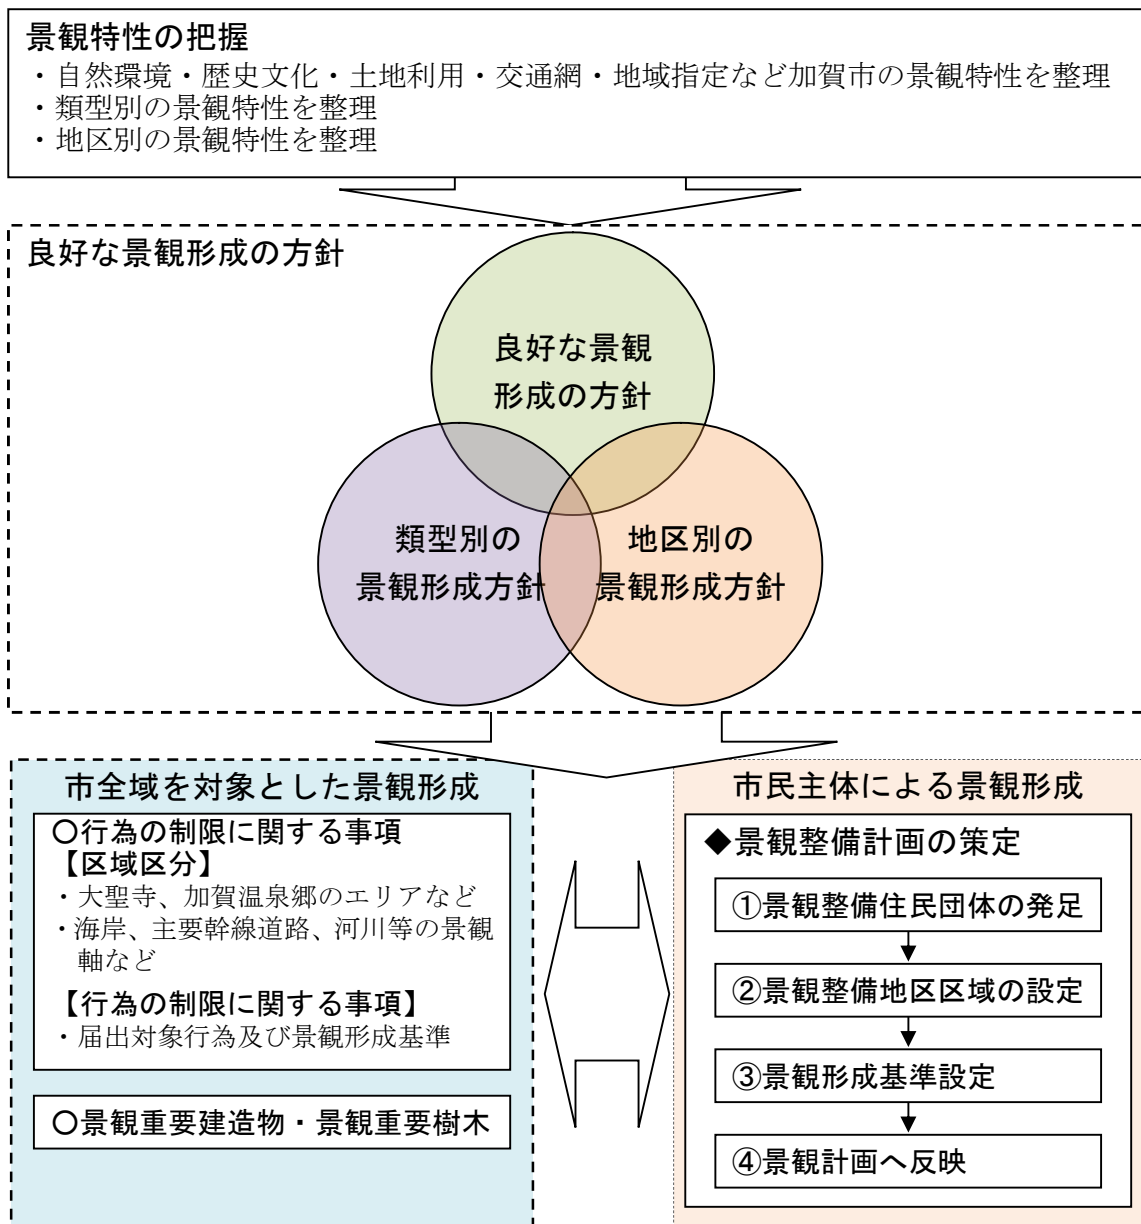 景観特性の把握
・自然環境・歴史文化・土地利用・交通網・地域指定など加賀市の景観特性を整理
・類型別の景観特性を整理
・地区別の景観特性を整理
良好な景観形成の方針
良好な景観
形成の方針
類型別の
景観形成方針
地区別の
景観形成方針
市全域を対象とした景観形成
〇行為の制限に関する事項
【区域区分】
・大聖寺、加賀温泉郷のエリアなど
・海岸、主要幹線道路、河川等の景観
軸など
【行為の制限に関する事項】
・届出対象行為及び景観形成基準
〇景観重要建造物・景観重要樹木
市民主体による景観形成
◆景観整備計画の策定
①景観整備住民団体の発足
②景観整備地区区域の設定
③景観形成基準設定
④景観計画へ反映